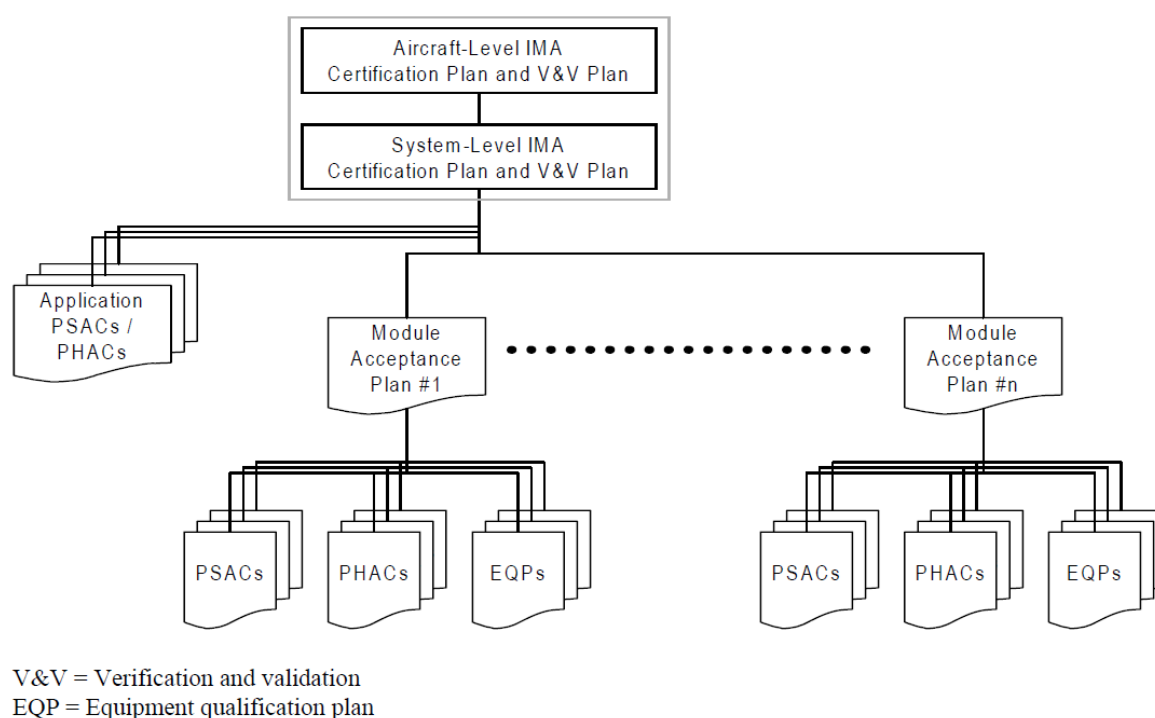 Aircraft-Level IMA
Certification Plan and V&V Plan
System-Level IMA
Certification Plan and V&V Plan
Application
PSACs /
PHACs
Module
Acceptance
Plan #1
Module
Acceptance
Plan #n
PSACs
PHACs
EQPs
PSACs
PHACs
EQPs
V&V = Verification and validation
EQP = Equipment qualification plan